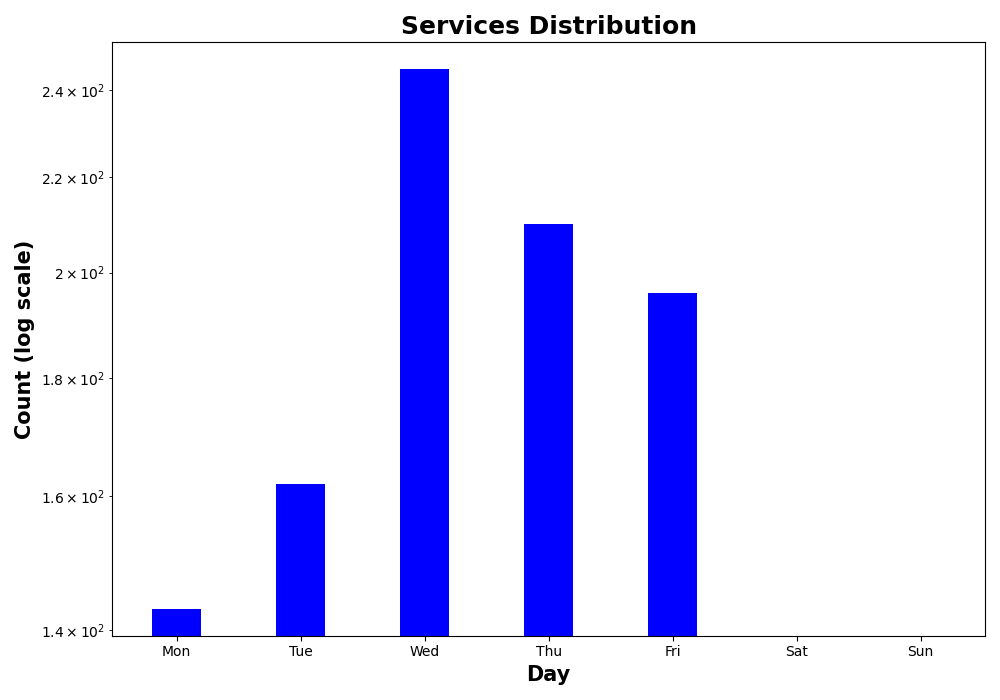 Services Distribution
2.4 × 10²
2.2 × 10²
2 × 10²
1.8 × 10²
1.6 × 10²
1.4 × 10²
Count (log scale)
Mon Tue Wed Thu Fri Sat Sun
Day